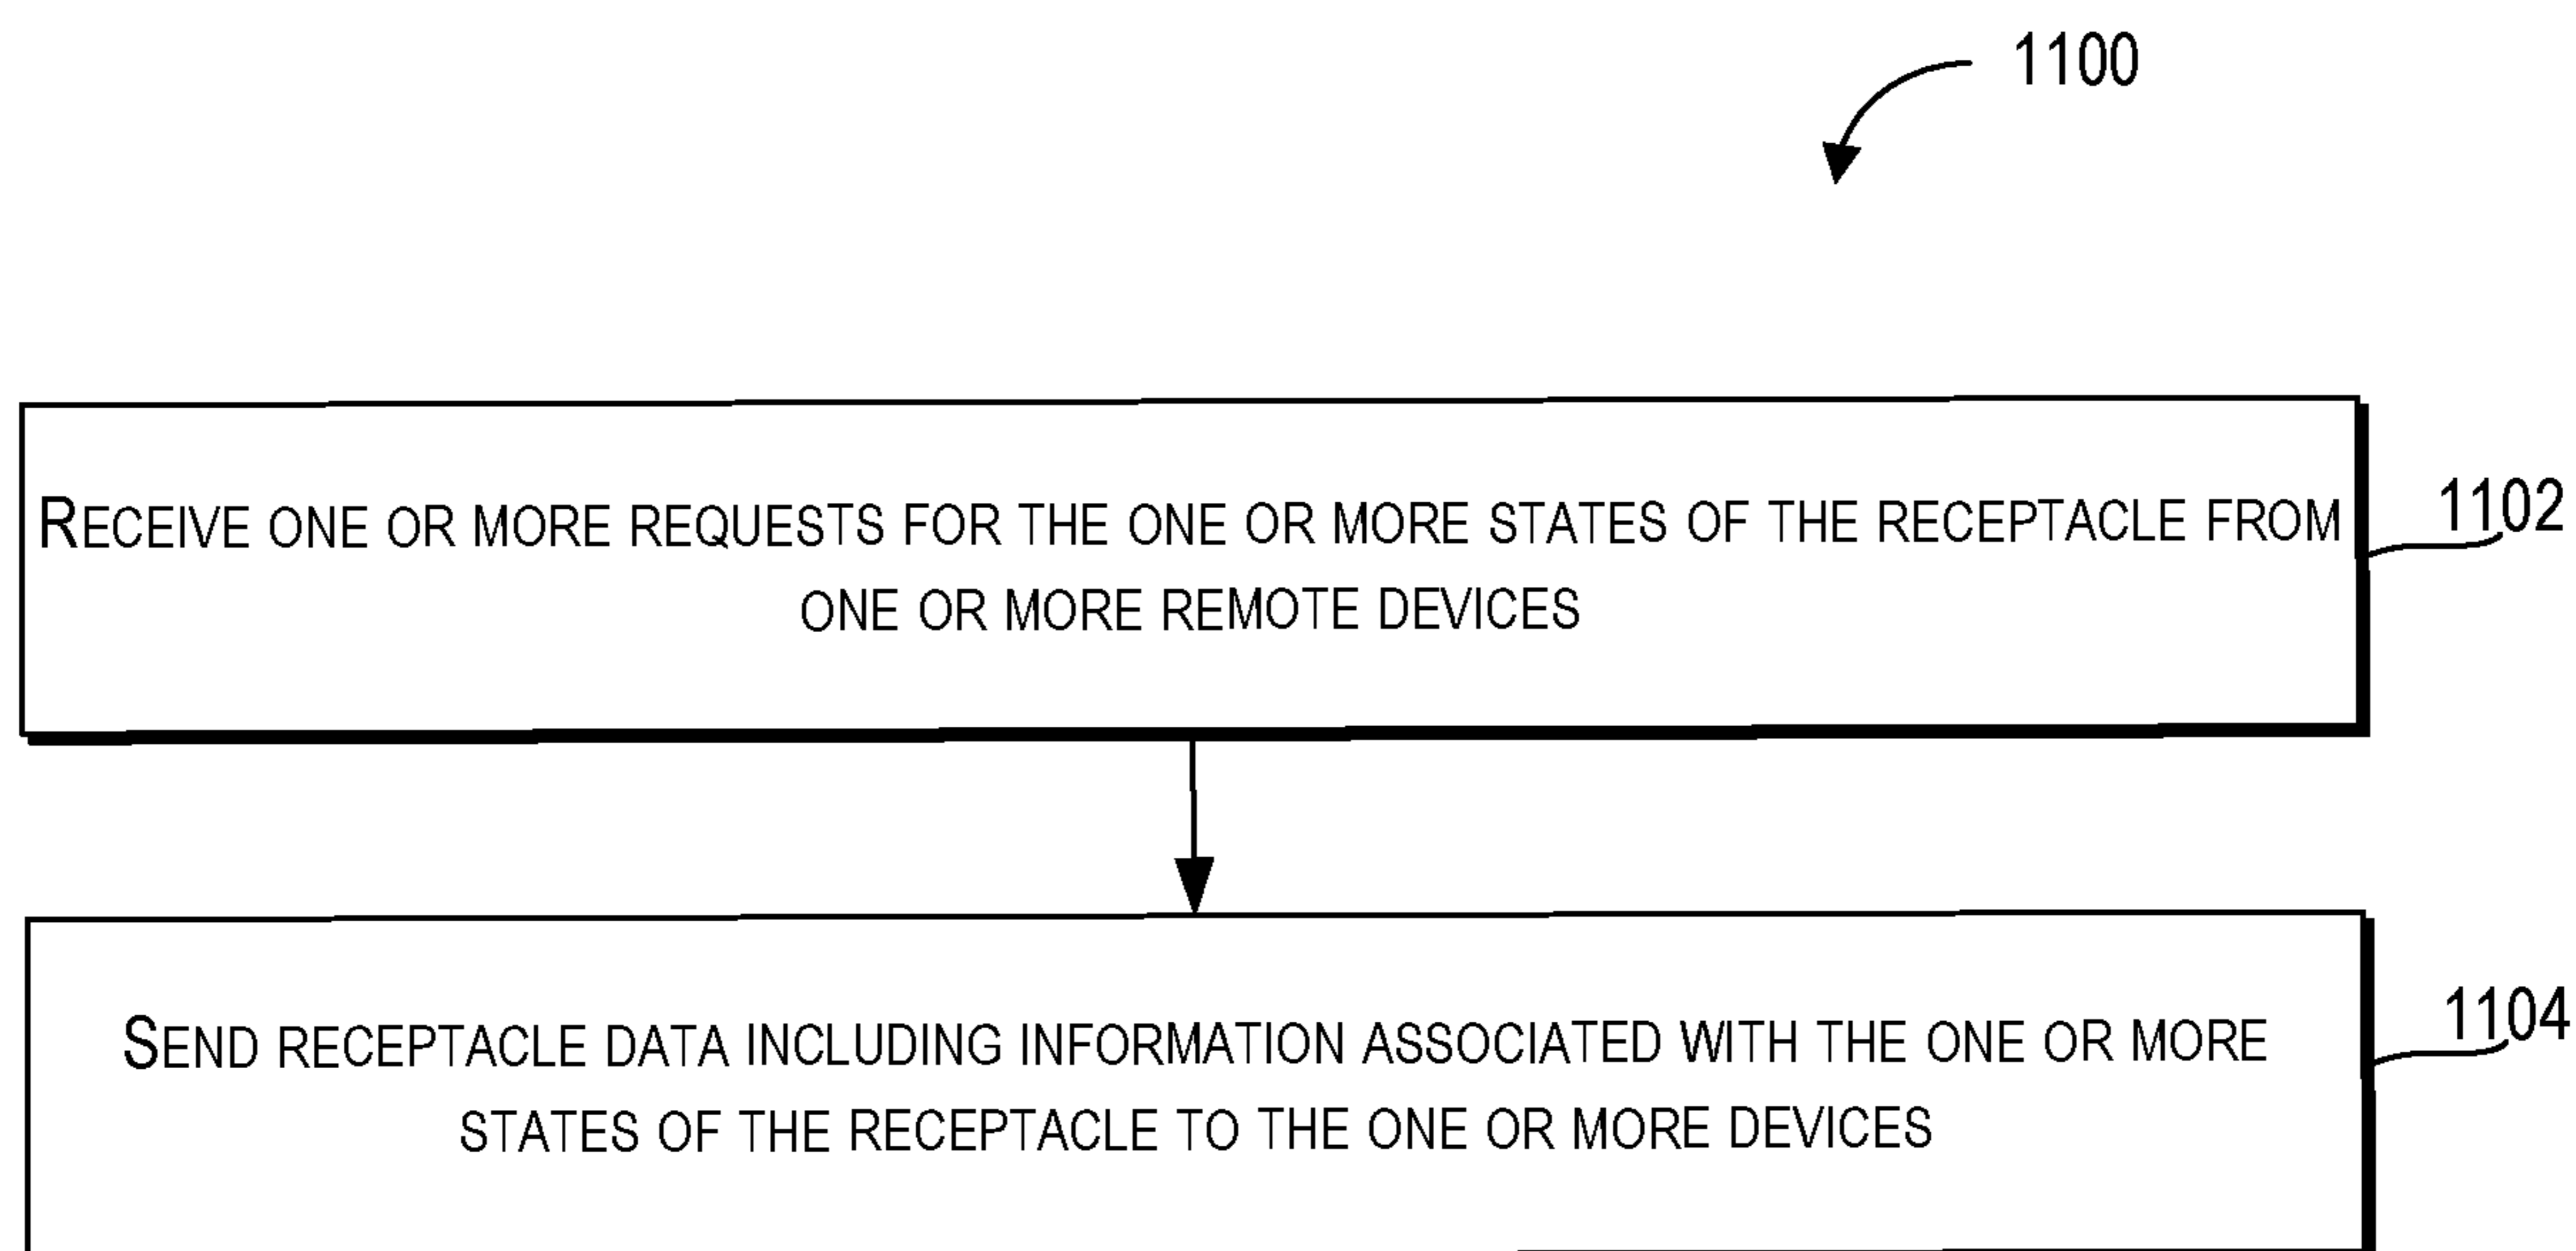 1100
RECEIVE ONE OR MORE REQUESTS FOR THE ONE OR MORE STATES OF THE RECEPTACLE FROM
ONE OR MORE REMOTE DEVICES
1102
SEND RECEPTACLE DATA INCLUDING INFORMATION ASSOCIATED WITH THE ONE OR MORE
STATES OF THE RECEPTACLE TO THE ONE OR MORE DEVICES
1104